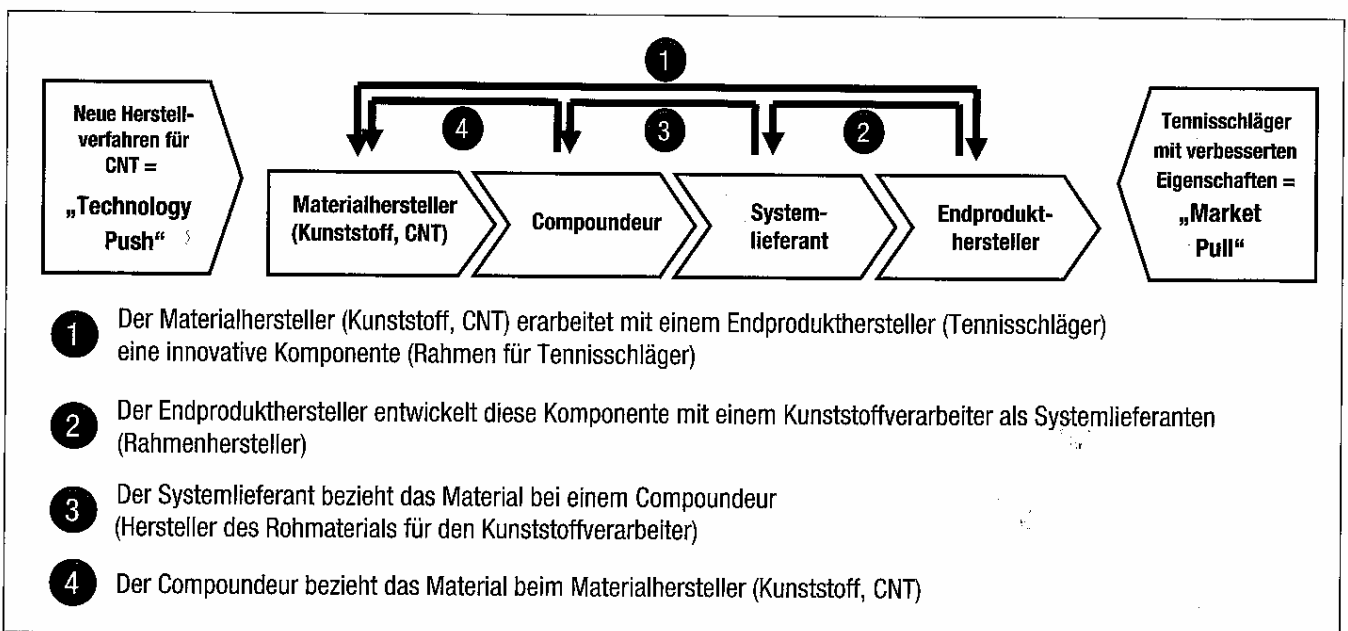 1
Neue Herstell-
verfahren für
CNT =
„Technology
Push“
4
3
2
Tennisschläger
mit verbesserten
Eigenschaften =
„Market
Pull“
Materialhersteller
(Kunststoff, CNT)
Compoundeur
System-
lieferant
Endprodukt-
hersteller
1 Der Materialhersteller (Kunststoff, CNT) erarbeitet mit einem Endprodukthersteller (Tennisschläger)
eine innovative Komponente (Rahmen für Tennisschläger)
2 Der Endprodukthersteller entwickelt diese Komponente mit einem Kunststoffverarbeiter als Systemlieferanten
(Rahmenhersteller)
3 Der Systemlieferant bezieht das Material bei einem Compoundeur
(Hersteller des Rohmaterials für den Kunststoffverarbeiter)
4 Der Compoundeur bezieht das Material beim Materialhersteller (Kunststoff, CNT)